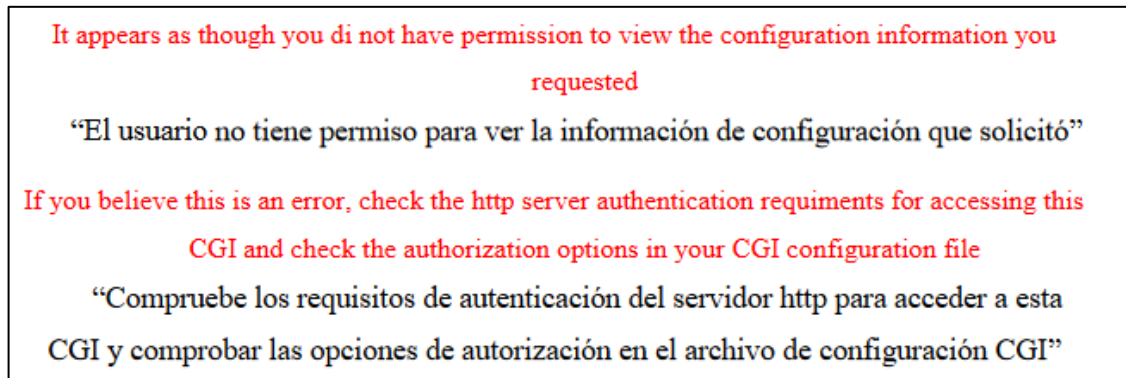 It appears as though you di not have permission to view the configuration information you
requested
“El usuario no tiene permiso para ver la información de configuración que solicitó”
If you believe this is an error, check the http server authentication requiments for accessing this
CGI and check the authorization options in your CGI configuration file
“Compruebe los requisitos de autenticación del servidor http para acceder a esta
CGI y comprobar las opciones de autorización en el archivo de configuración CGI”